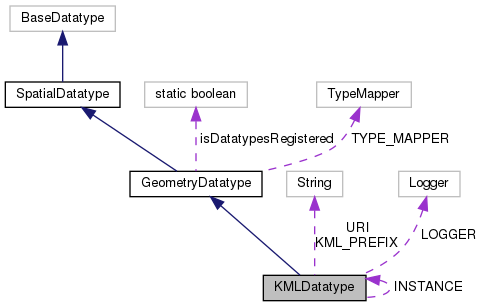 BaseDatatype
SpatialDatatype
static boolean
TypeMapper
isDatatypesRegistered
TYPE_MAPPER
GeometryDatatype
String
Logger
URI
KML_PREFIX
LOGGER
KMLDatatype
INSTANCE